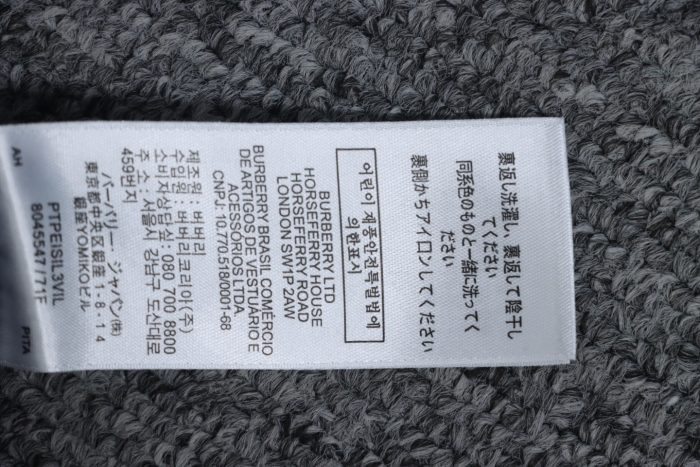 裏返し洗濯し、裏返して陰干し
てください
同系色のものと一緒に洗ってく
ださい
裏側からアイロンしてください
어린이 제품안전특별법에
의한표시
BURBERRY LTD
HORSEFERRY HOUSE
HORSEFERRY ROAD
LONDON SW1P 2AW
BURBERRY BRASIL COMÉRCIO
DE ARTIGOS DE VESTUÁRIO E
ACESSÓRIO LTDA.
CNPJ: 10.770.518/0001-68
제조원: 버버리
수입원: 버버리코리아(주)
소비자상담실: 080 700 8800
주 소: 서울시 강남구 도산대로
459번지
バーバリー・ジャパン(株)
東京都中央区銀座 1-8-14
銀座YOMIKOビル
PTPEISIL3VIL
8046547/71F
AH
PITA